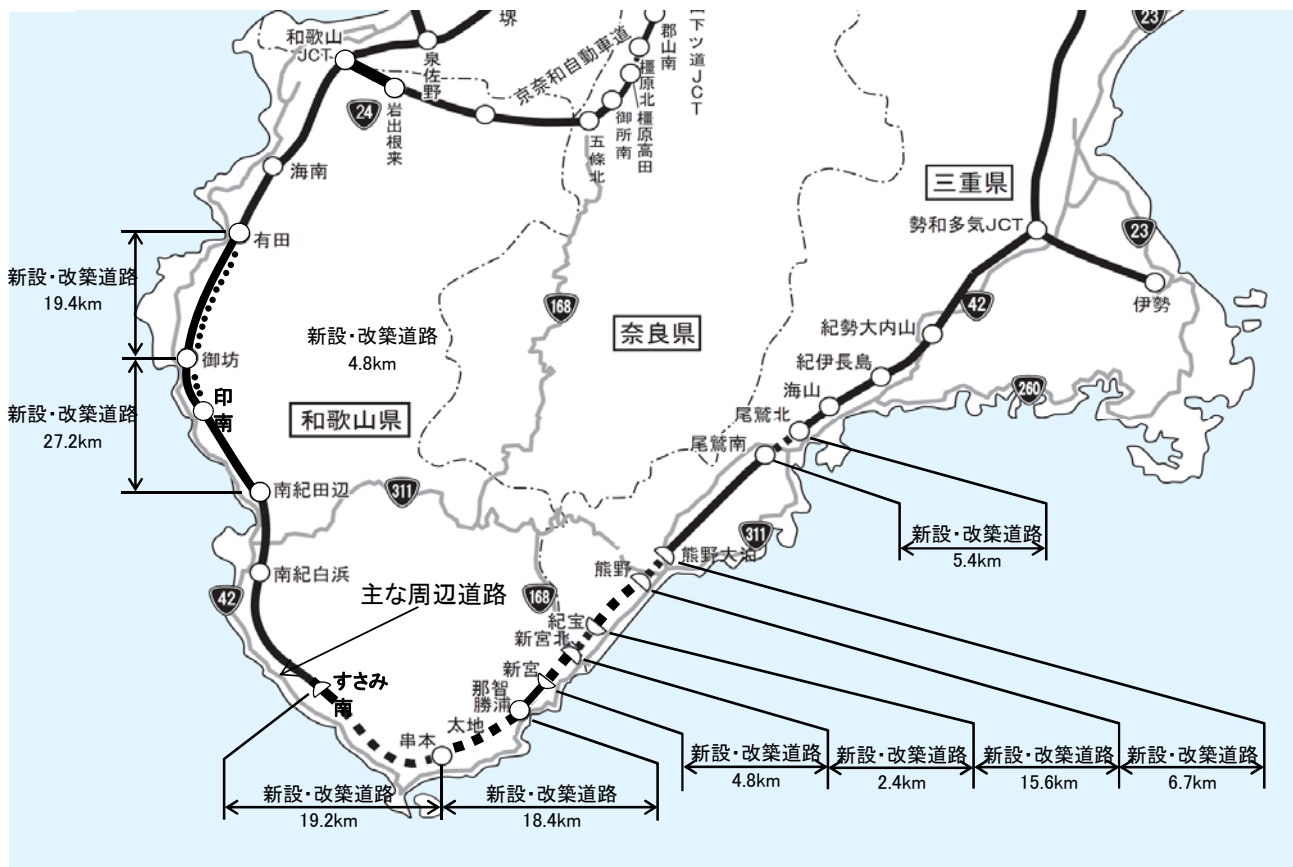 堺
23
和歌山
JCT
泉佐野
京奈和自動車道
郡山南
下ツ道JCT
橿原北
橿原高田
御所南
五條北
24
岩出根来
海南
三重県
勢和多気JCT
23
有田
新設・改築道路
19.4km
伊勢
42
168
紀勢大内山
奈良県
新設・改築道路
4.8km
御坊
紀伊長島
海山
260
印南
尾鷲北
新設・改築道路
27.2km
和歌山県
尾鷲南
南紀田辺
311
311
新設・改築道路
5.4km
熊野大泊
熊野
南紀白浜
42
主な周辺道路
168
紀宝
新宮北
新宮
すさみ
南
那智
勝浦
太地
串本
新設・改築道路
4.8km
新設・改築道路
2.4km
新設・改築道路
15.6km
新設・改築道路
6.7km
新設・改築道路
19.2km
新設・改築道路
18.4km